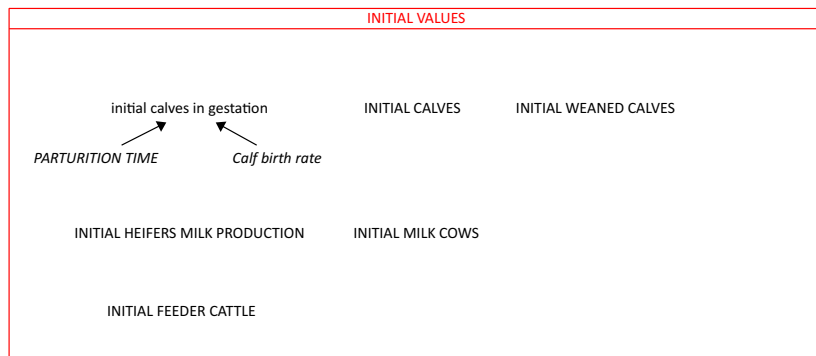 INITIAL VALUES
initial calves in gestation
INITIAL CALVES
INITIAL WEANED CALVES
PARTURITION TIME
Calf birth rate
INITIAL HEIFERS MILK PRODUCTION
INITIAL MILK COWS
INITIAL FEEDER CATTLE